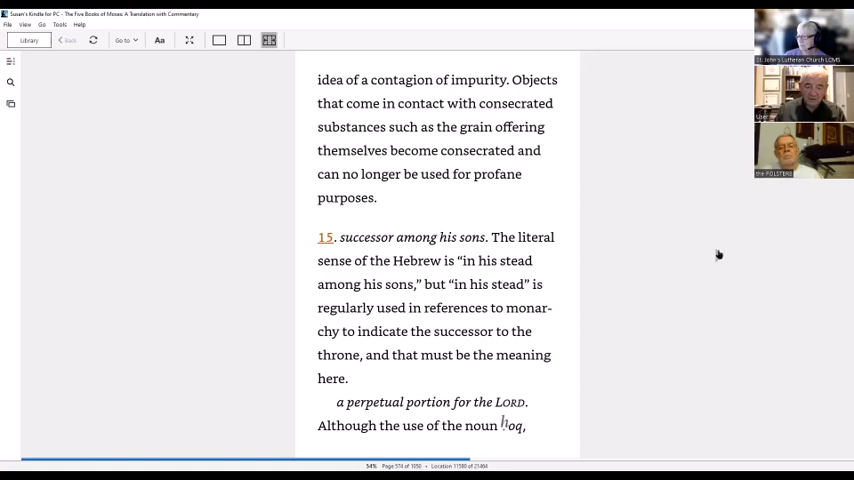 Susan's Kindle for PC - The Five Books of Moses: A Translation with Commentary
File View Go Tools Help
Library Back Go to Aa
idea of a contagion of impurity. Objects
that come in contact with consecrated
substances such as the grain offering
themselves become consecrated and
can no longer be used for profane
purposes.
15. successor among his sons. The literal
sense of the Hebrew is “in his stead
among his sons,” but “in his stead” is
regularly used in references to monar-
chy to indicate the successor to the
throne, and that must be the meaning
here.
a perpetual portion for the LORD.
Although the use of the noun ḥoq,
54% Page 574 of 1050 • Location 11580 of 21464
St. John's Lutheran Church LCMS
User
the FOLSTERS